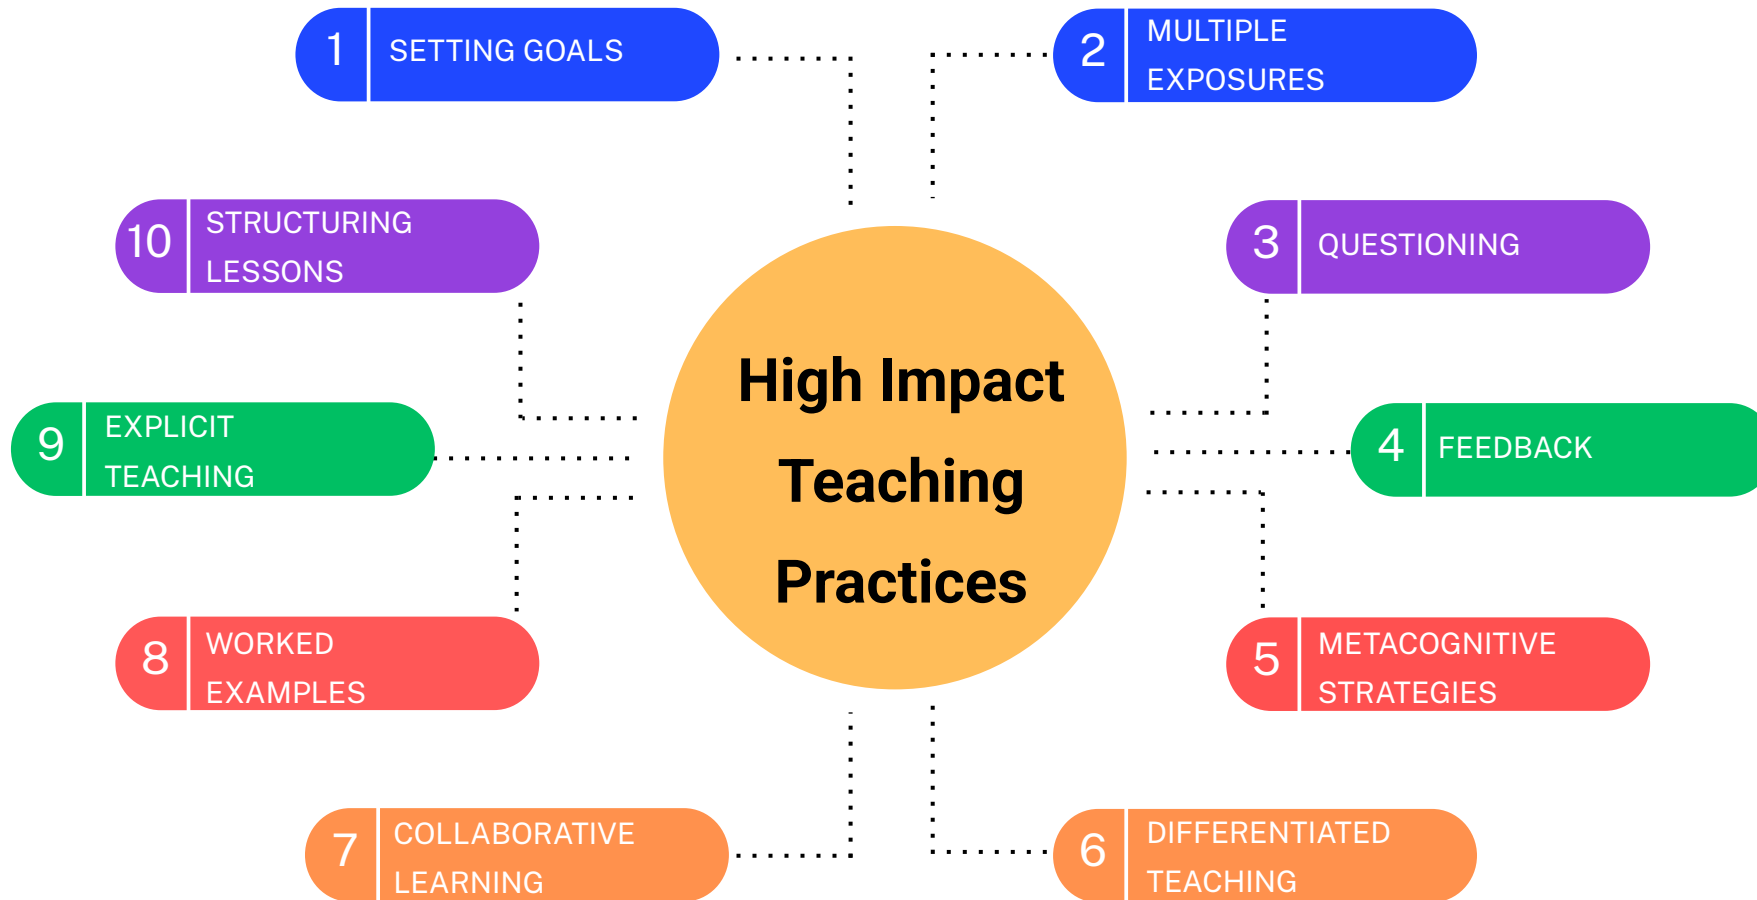 1
SETTING GOALS
2
MULTIPLE
EXPOSURES
10
STRUCTURING
LESSONS
3
QUESTIONING
High Impact
Teaching
Practices
9
EXPLICIT
TEACHING
4
FEEDBACK
8
WORKED
EXAMPLES
5
METACOGNITIVE
STRATEGIES
7
COLLABORATIVE
LEARNING
6
DIFFERENTIATED
TEACHING